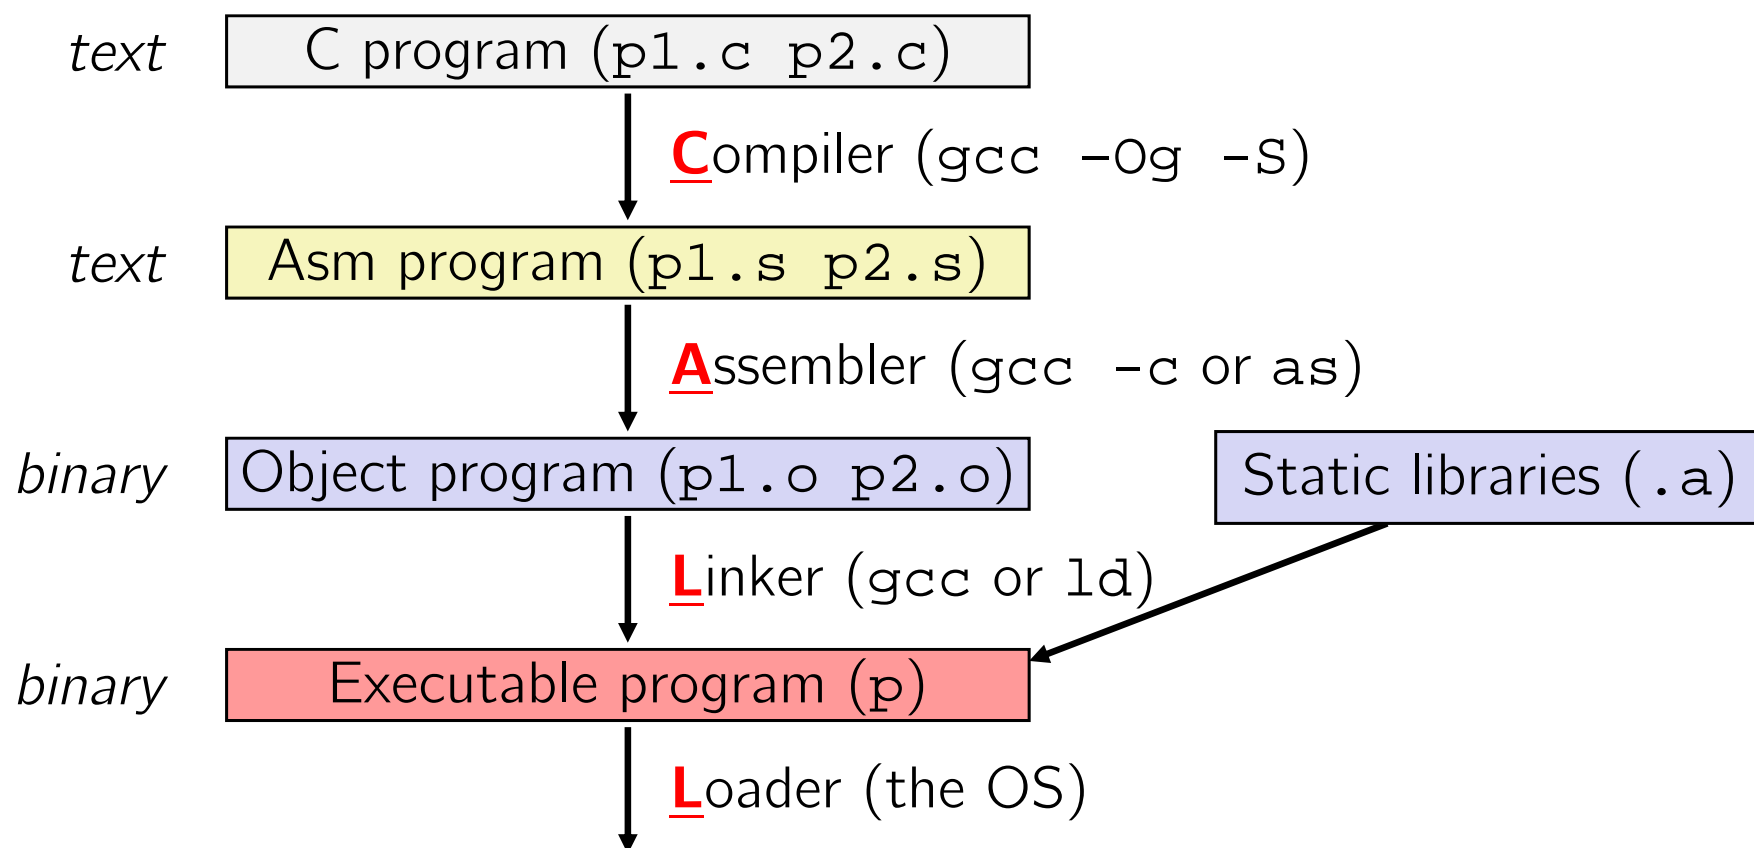 text C program (p1.c p2.c)
Compiler (gcc -Og -S)
text Asm program (p1.s p2.s)
Assembler (gcc -c or as)
binary Object program (p1.o p2.o) Static libraries (.a)
Linker (gcc or ld)
binary Executable program (p)
Loader (the OS)